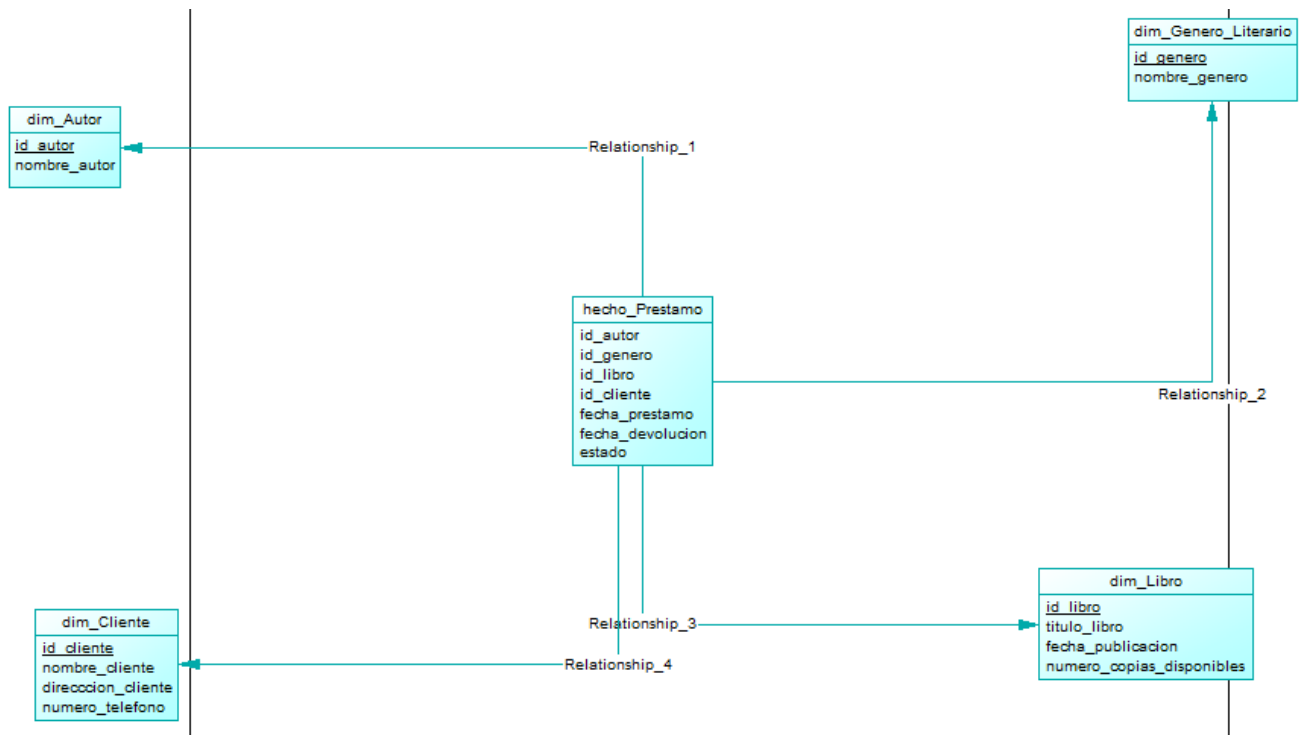 dim_Genero_Literario
id_genero
nombre_genero
dim_Autor
id_autor
nombre_autor
Relationship_1
hecho_Prestamo
id_autor
id_genero
id_libro
id_cliente
fecha_prestamo
fecha_devolucion
estado
Relationship_2
dim_Libro
id_libro
titulo_libro
fecha_publicacion
numero_copias_disponibles
dim_Cliente
id_cliente
nombre_cliente
direcccion_cliente
numero_telefono
Relationship_3
Relationship_4